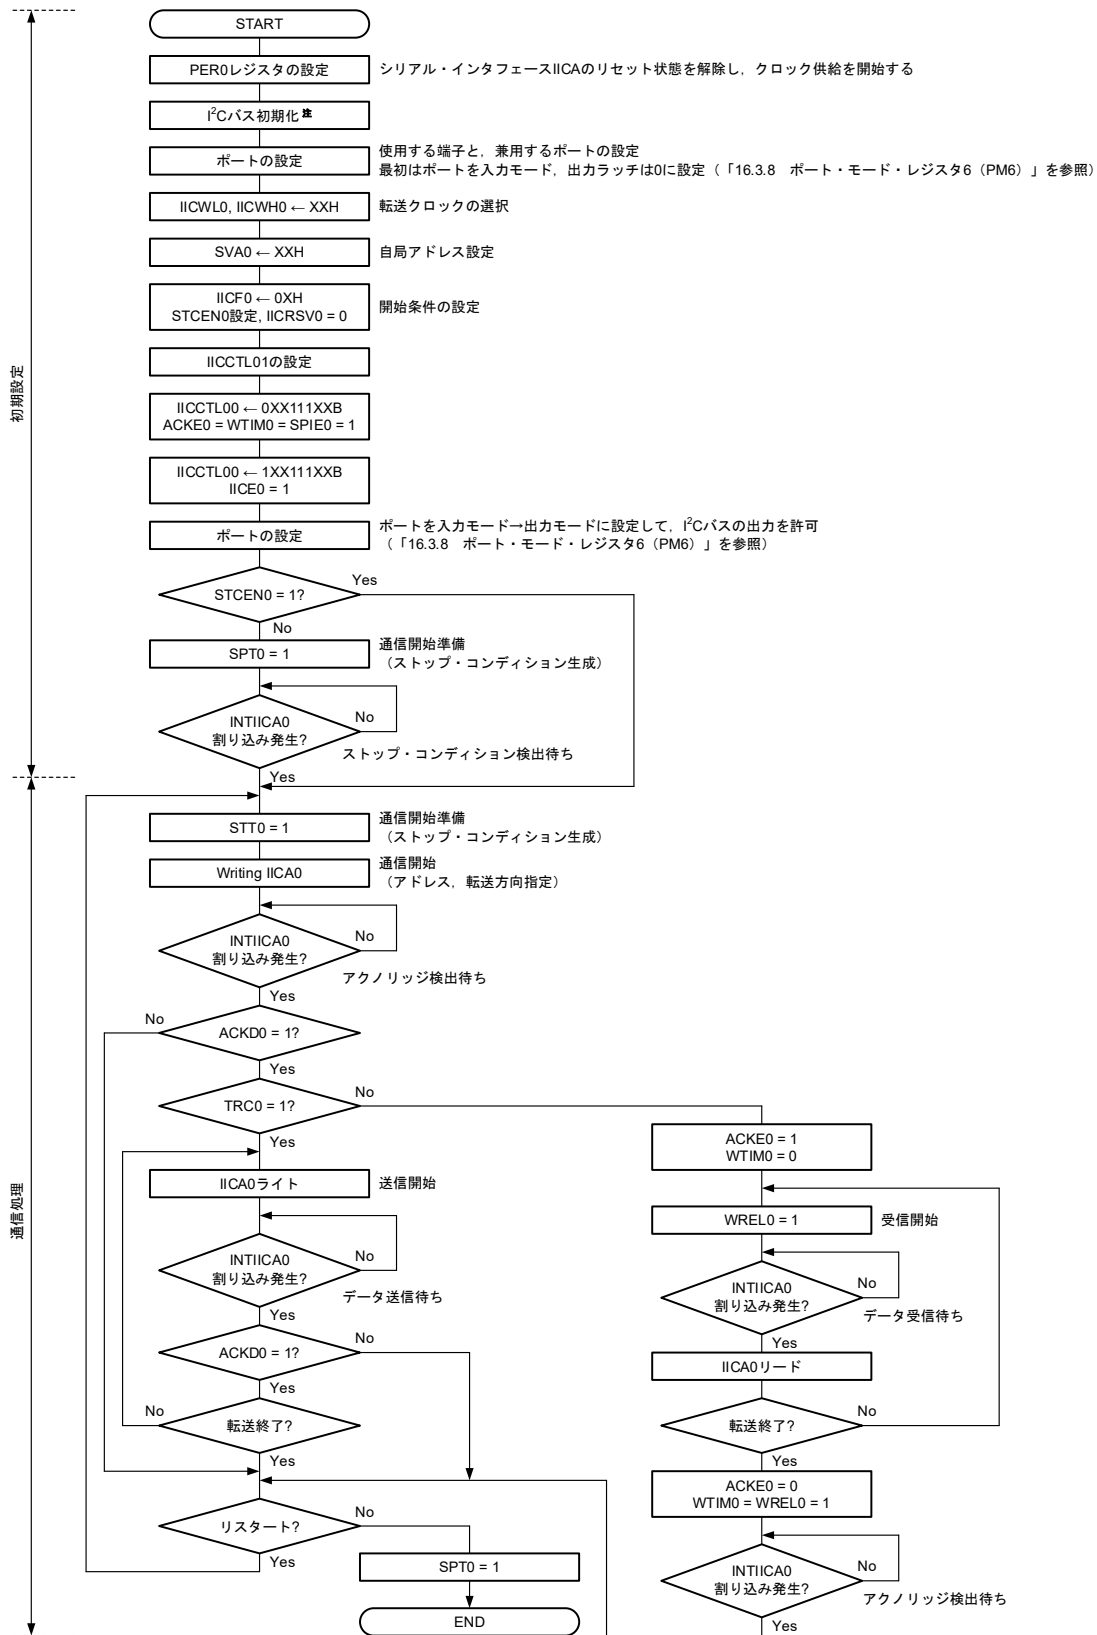 START
PER0レジスタの設定
シリアル・インタフェースIICAのリセット状態を解除し，クロック供給を開始する
I²Cバス初期化注
ポートの設定
使用する端子と，兼用するポートの設定
最初はポートを入力モード，出力ラッチは0に設定（「16.3.8　ポート・モード・レジスタ6（PM6）」を参照）
IICWL0, IICWH0 ← XXH
転送クロックの選択
SVA0 ← XXH
自局アドレス設定
IICF0 ← 0XH
STCEN0設定, IICRSV0 = 0
開始条件の設定
IICCTL01の設定
初期設定
IICCTL00 ← 0XX111XXB
ACKE0 = WTIM0 = SPIE0 = 1
IICCTL00 ← 1XX111XXB
IICE0 = 1
ポートの設定
ポートを入力モード→出力モードに設定して，I²Cバスの出力を許可
（「16.3.8　ポート・モード・レジスタ6（PM6）」を参照）
STCEN0 = 1?
Yes
No
SPT0 = 1
通信開始準備
（ストップ・コンディション生成）
INTIICA0
割り込み発生?
No
ストップ・コンディション検出待ち
Yes
STT0 = 1
通信開始準備
（ストップ・コンディション生成）
Writing IICA0
通信開始
（アドレス，転送方向指定）
INTIICA0
割り込み発生?
No
アクノリッジ検出待ち
Yes
No
ACKD0 = 1?
Yes
TRC0 = 1?
No
Yes
ACKE0 = 1
WTIM0 = 0
通信処理
IICA0ライト
送信開始
WREL0 = 1
受信開始
INTIICA0
割り込み発生?
No
データ送信待ち
Yes
INTIICA0
割り込み発生?
No
データ受信待ち
Yes
ACKD0 = 1?
No
Yes
IICA0リード
No
転送終了?
Yes
転送終了?
No
Yes
ACKE0 = 0
WTIM0 = WREL0 = 1
リスタート?
No
Yes
SPT0 = 1
END
INTIICA0
割り込み発生?
No
アクノリッジ検出待ち
Yes